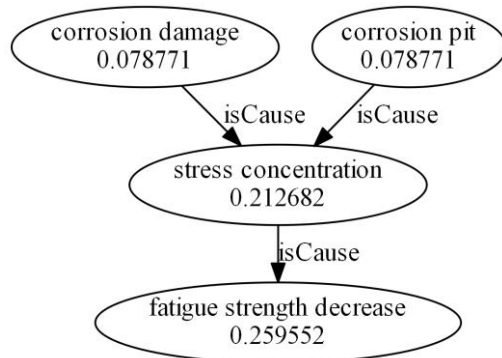 corrosion damage
0.078771
corrosion pit
0.078771
isCause
isCause
stress concentration
0.212682
isCause
fatigue strength decrease
0.259552